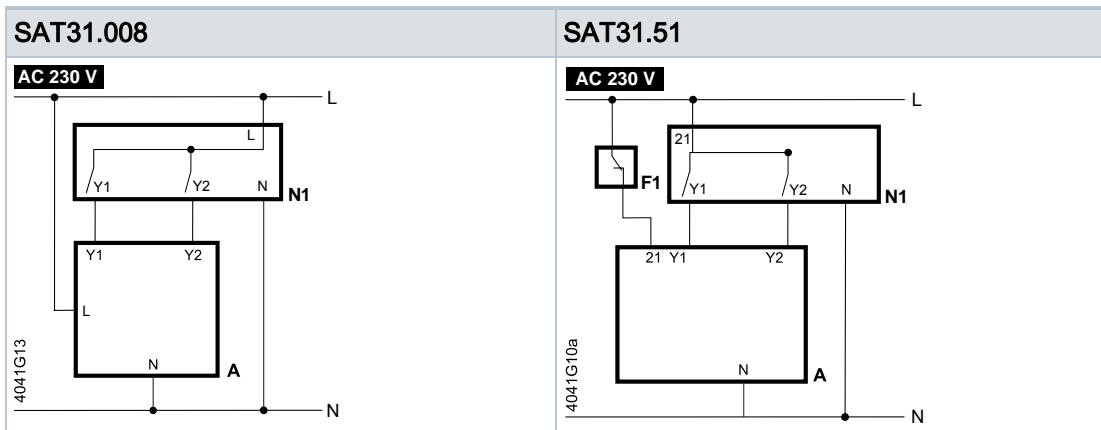 SAT31.008
SAT31.51
AC 230 V
L
L
Y1
Y2
N
N1
Y1
Y2
L
N
A
N
4041G13
AC 230 V
L
21
F1
Y1
Y2
N
N1
21
Y1
Y2
N
A
N
4041G10a